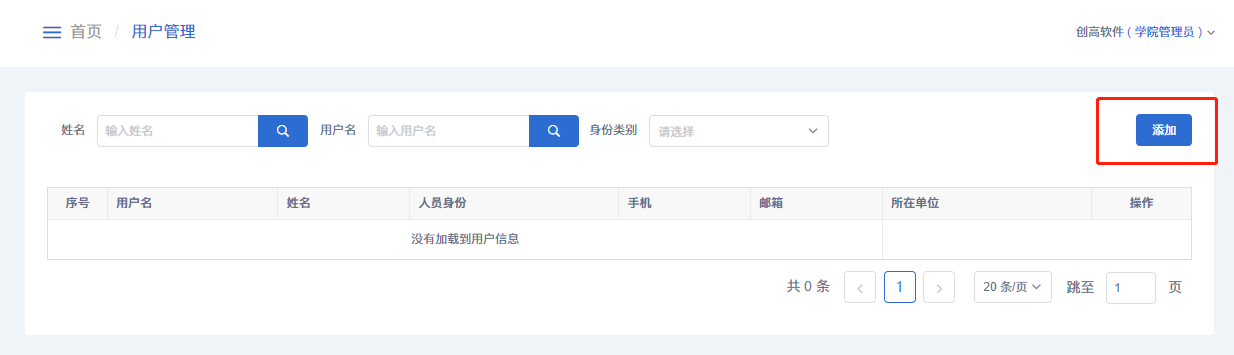 首页 / 用户管理 创高软件 ( 学院管理员 )
姓名 输入姓名 用户名 输入用户名 身份类别 请选择 添加
序号 用户名 姓名 人员身份 手机 邮箱 所在单位 操作
没有加载到用户信息
共 0 条 < 1 > 20 条/页 跳至 1 页